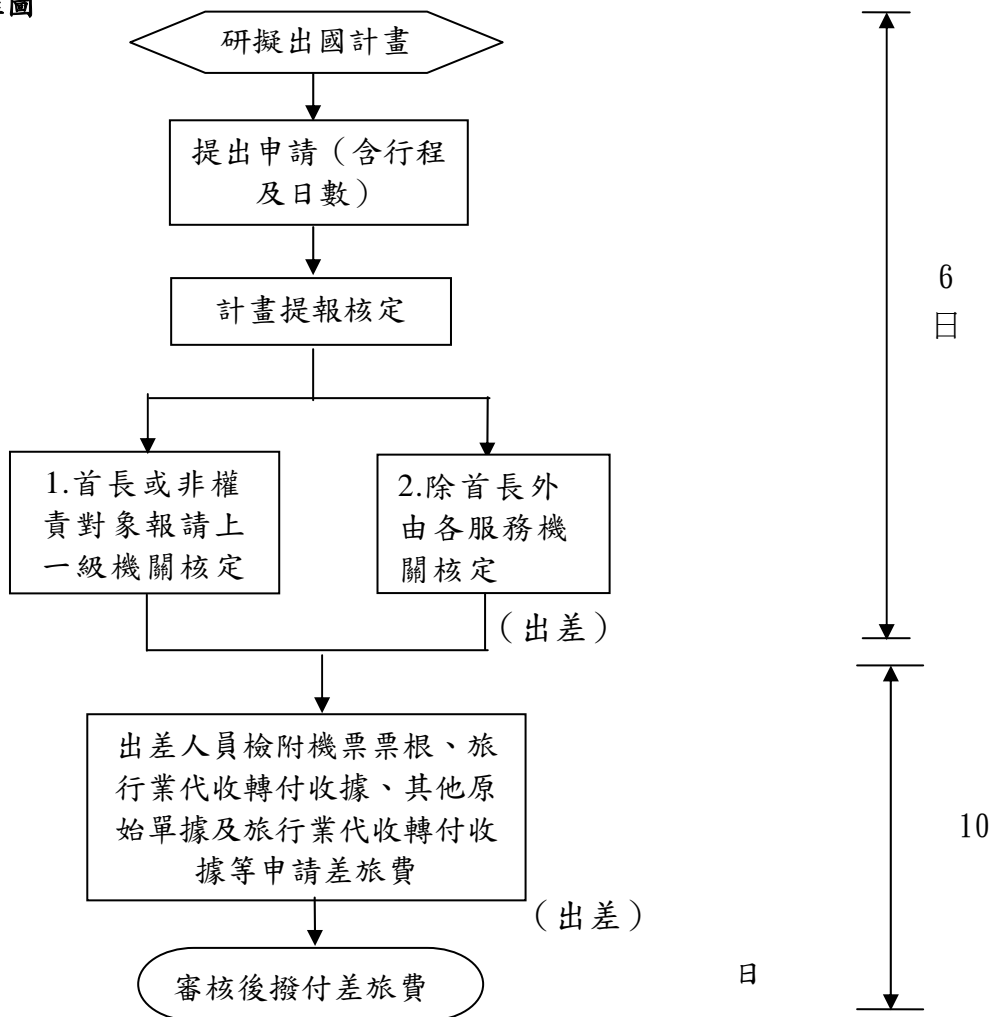 圖
研擬出國計畫
提出申請（含行程
及日數）
計畫提報核定
6
日
1.首長或非權
責對象報請上
一級機關核定
2.除首長外
由各服務機
關核定
（出差）
出差人員檢附機票票根、旅
行業代收轉付收據、其他原
始單據及旅行業代收轉付收
據等申請差旅費
10
（出差）
日
審核後撥付差旅費